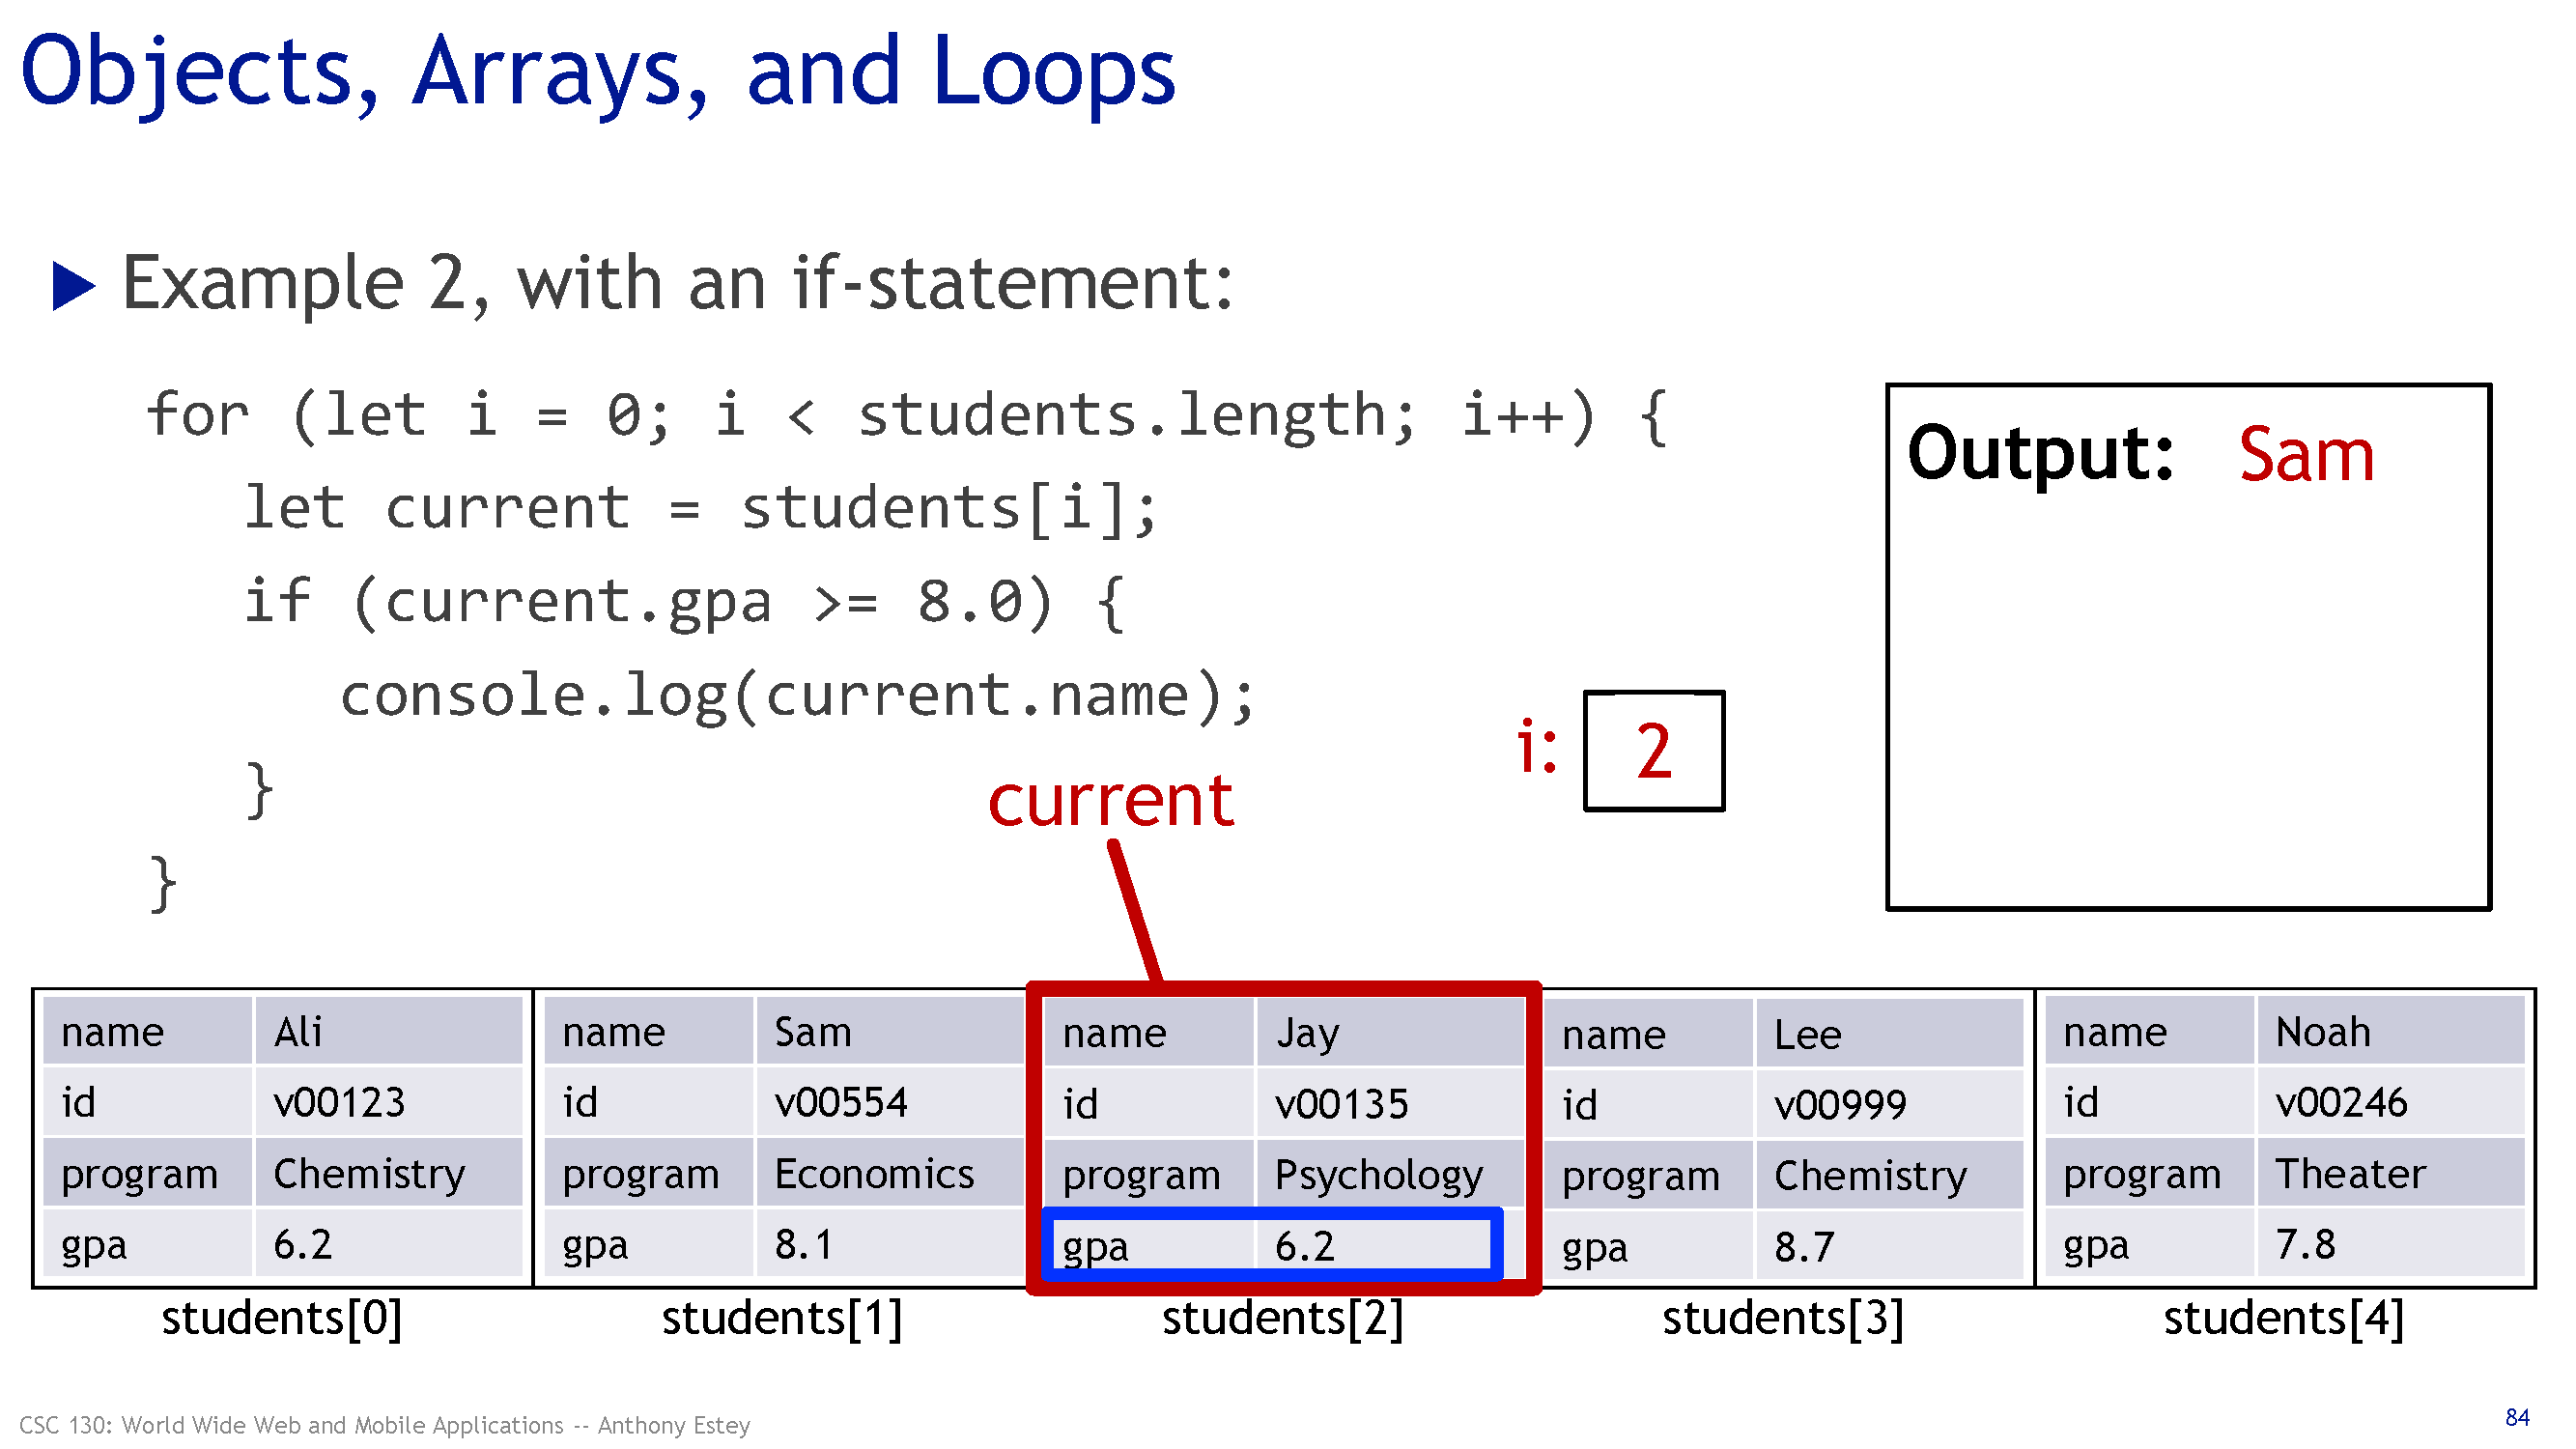 Objects, Arrays, and Loops
Example 2, with an if-statement:
for (let i = 0; i < students.length; i++) {
let current = students[i];
if (current.gpa >= 8.0) {
console.log(current.name);
}
}
Output: Sam
i: 2
current
name Ali name Sam name Jay name Lee name Noah
id v00123 id v00554 id v00135 id v00999 id v00246
program Chemistry program Economics program Psychology program Chemistry program Theater
gpa 6.2 gpa 8.1 gpa 6.2 gpa 8.7 gpa 7.8
students[0] students[1] students[2] students[3] students[4]
CSC 130: World Wide Web and Mobile Applications -- Anthony Estey
84